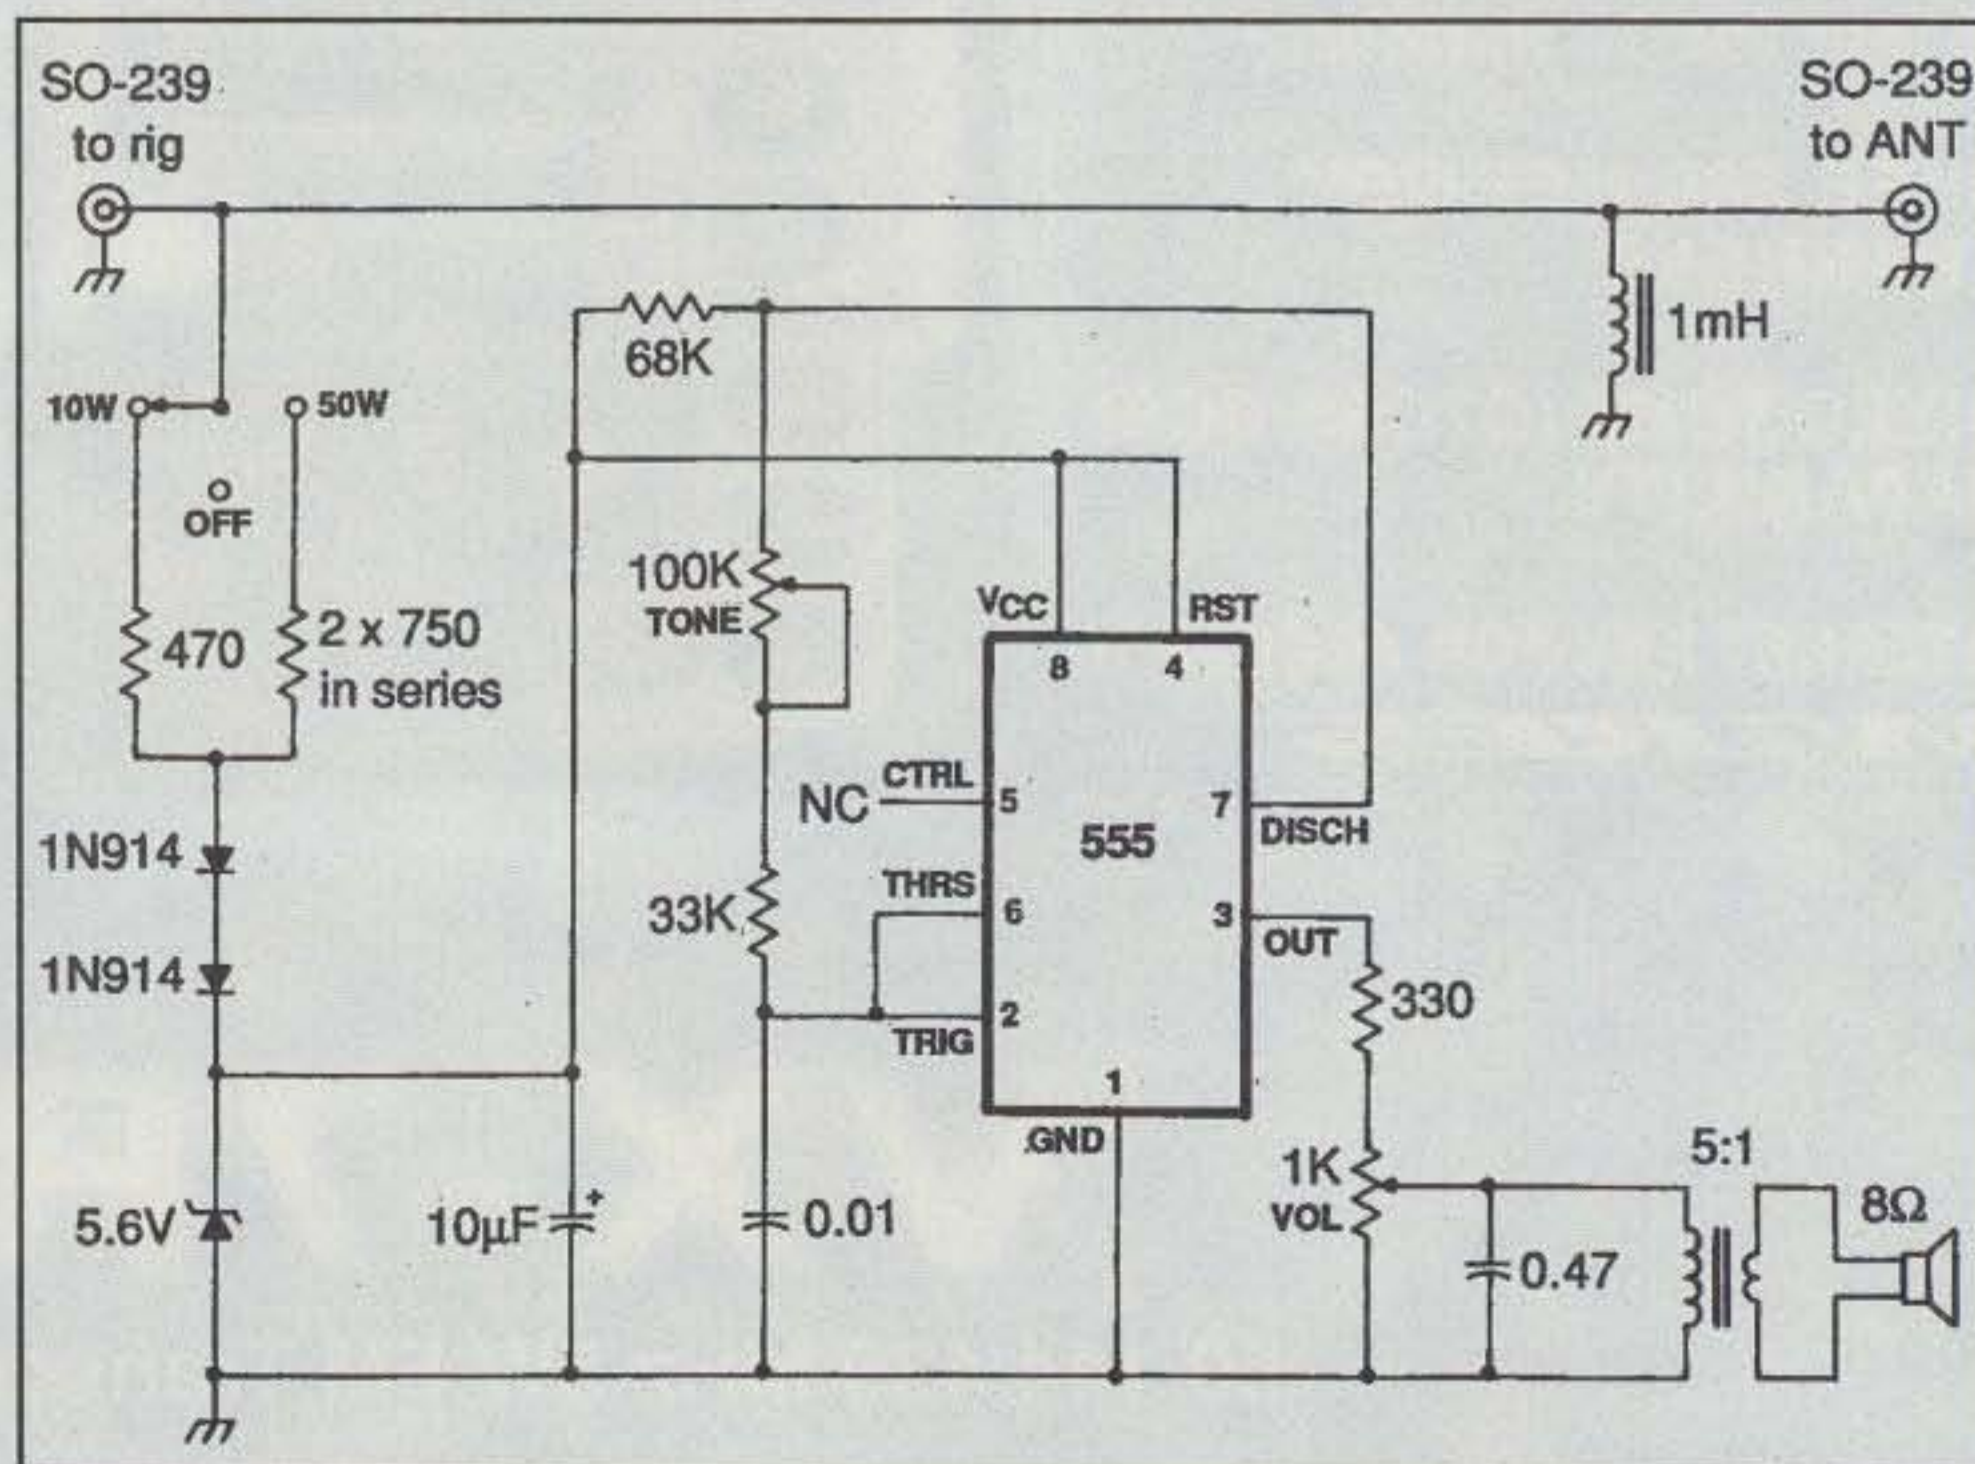 SO-239
to rig
SO-239
to ANT
68K
1mH
10W
50W
OFF
100K
TONE
VCC
RST
8
4
470
2 x 750
in series
NC
CTRL
5
7
DISCH
555
1N914
THRS
6
3
OUT
33K
1N914
2
TRIG
330
1
GND
1K
VOL
5:1
8Ω
5.6V
10µF
+
0.01
0.47